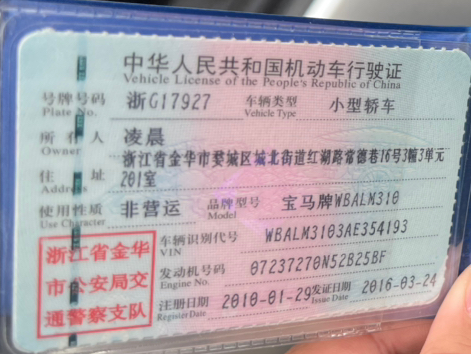 中华人民共和国机动车行驶证
Vehicle License of the People's Republic of China
号牌号码 浙G17927 车辆类型 小型轿车
Plate No. Vehicle Type
所有人 凌晨
Owner
浙江省金华市婺城区城北街道红湖路常德巷16号3幢3单元
住址 201室
Address
使用性质 非营运 品牌型号 宝马牌WBALM310
Use Character Model
浙江省金华
市公安局交
通警察支队
车辆识别代号 WBALM3103AE354193
VIN
发动机号码 07237270N52B25BF
Engine No.
注册日期 2010-01-29 发证日期 2016-03-24
Register Date Issue Date